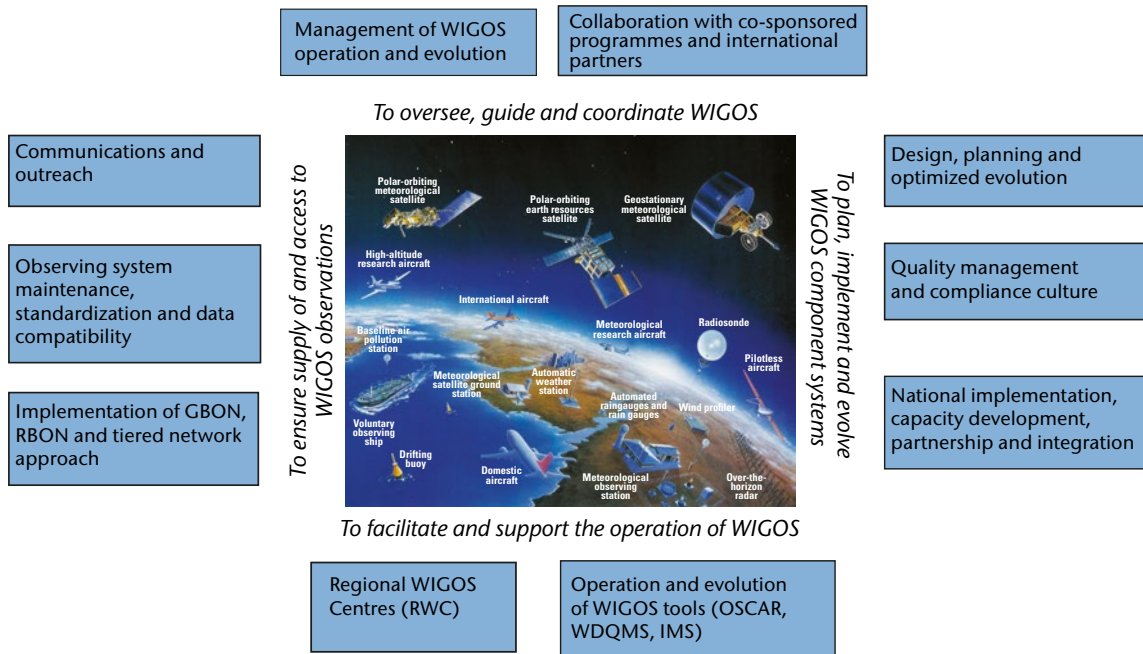 Management of WIGOS
operation and evolution
Collaboration with co-sponsored
programmes and international
partners
To oversee, guide and coordinate WIGOS
Communications and
outreach
Observing system
maintenance,
standardization and data
compatibility
Implementation of GBON,
RBON and tiered network
approach
To ensure supply of and access to
WIGOS observations
Polar-orbiting
meteorological
satellite
Polar-orbiting
earth resources
satellite
Geostationary
meteorological
satellite
High-altitude
research aircraft
International aircraft
Meteorological
research aircraft
Radiosonde
Baseline air
pollution
station
Meteorological
satellite ground
station
Automatic
weather
station
Pilotless
aircraft
Automated
raingauges and
rain gauges
Wind profiler
Voluntary
observing
ship
Drifting
buoy
Domestic
aircraft
Meteorological
observing
station
Over-the-
horizon
radar
To plan, implement and evolve
WIGOS component systems
Design, planning and
optimized evolution
Quality management
and compliance culture
National implementation,
capacity development,
partnership and integration
To facilitate and support the operation of WIGOS
Regional WIGOS
Centres (RWC)
Operation and evolution
of WIGOS tools (OSCAR,
WDQMS, IMS)